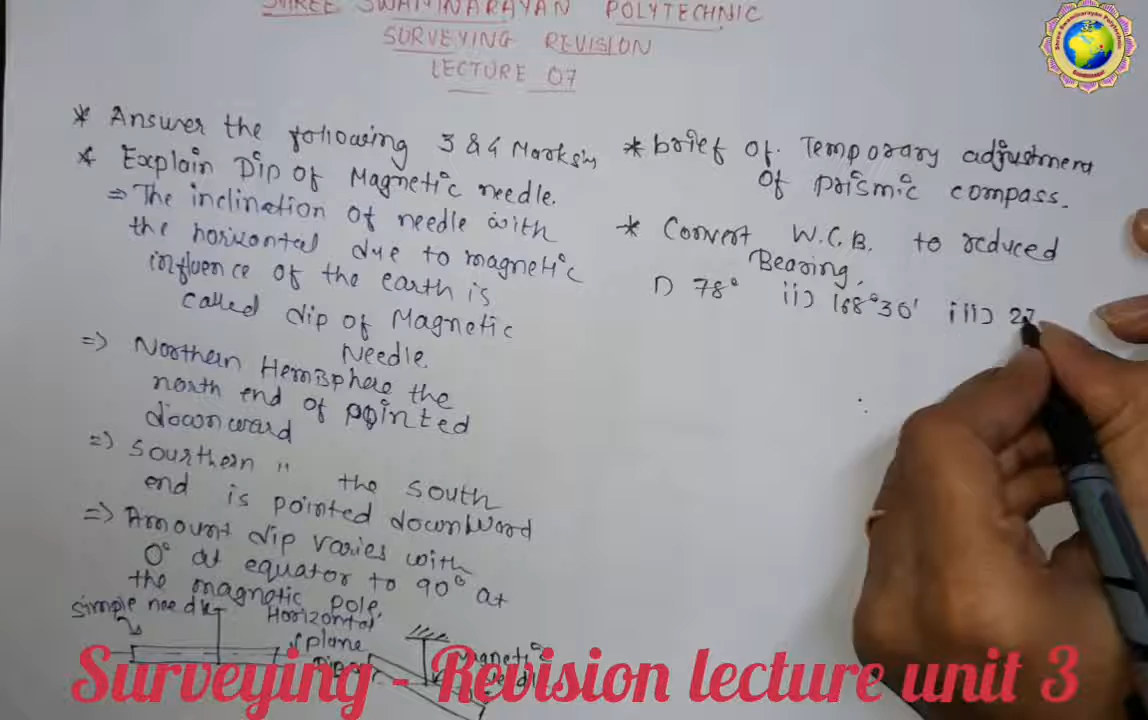 SHREE SWAMINARAYAN POLYTECHNIC
SURVEYING REVISION
LECTURE 07
* Answer the following 3 & 4 Marks
* Explain Dip of Magnetic needle.
⇒ The inclination of needle with
the horizontal due to magnetic
influence of the earth is
called dip of Magnetic
Needle.
⇒ Northern Hemisphere the
north end of pointed
downward
⇒ Sourthern " the south
end is pointed downword
⇒ Amount dip varies with
0° at equator to 90° at
the magnetic pole.
simple needle
Horizontal
plane
* brief of. Temporary adjustment
of prismic compass.
* Convert W.C.B. to reduced
Bearing.
i) 78° ii) 168°30' iii) 27
Surveying - Revision lecture unit 3